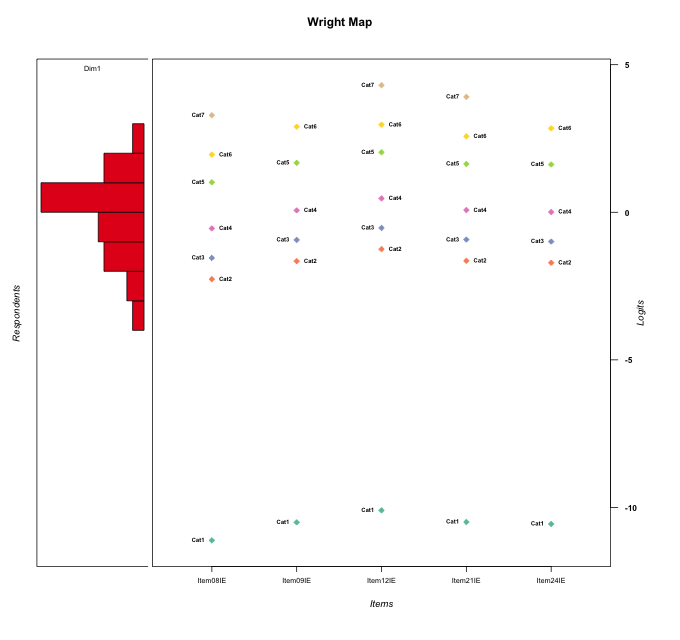 Wright Map
Dim1
5
Cat7
Cat7
Cat7
Cat6 Cat6
Cat6 Cat6
Cat6
Cat5
Cat5 Cat5 Cat5
Cat5
0
Cat4
Cat4 Cat4 Cat4
Cat4
Cat3
Cat3 Cat3 Cat3
Cat3
Cat2
Cat2 Cat2 Cat2
Cat2
-5
-10
Cat1
Cat1 Cat1 Cat1
Cat1
Respondents
Logits
Item08IE Item09IE Item12IE Item21IE Item24IE
Items